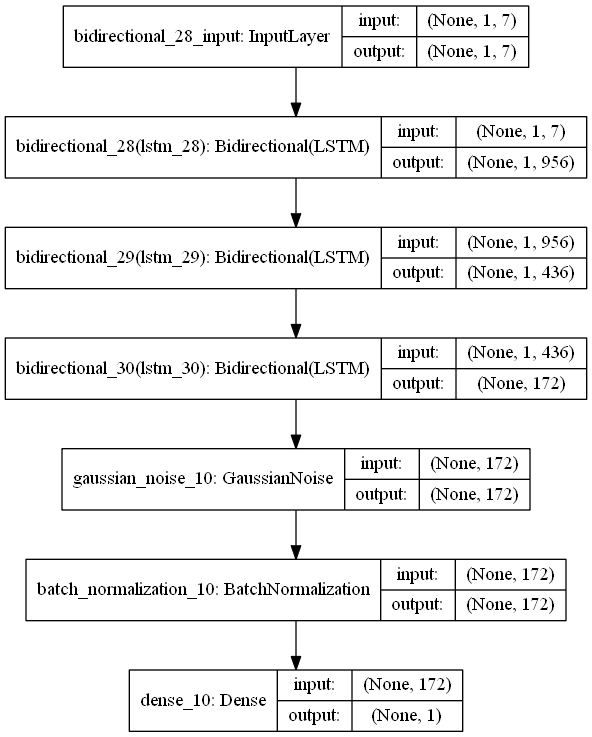 bidirectional_28_input: InputLayer
input: (None, 1, 7)
output: (None, 1, 7)
bidirectional_28(lstm_28): Bidirectional(LSTM)
input: (None, 1, 7)
output: (None, 1, 956)
bidirectional_29(lstm_29): Bidirectional(LSTM)
input: (None, 1, 956)
output: (None, 1, 436)
bidirectional_30(lstm_30): Bidirectional(LSTM)
input: (None, 1, 436)
output: (None, 172)
gaussian_noise_10: GaussianNoise
input: (None, 172)
output: (None, 172)
batch_normalization_10: BatchNormalization
input: (None, 172)
output: (None, 172)
dense_10: Dense
input: (None, 172)
output: (None, 1)